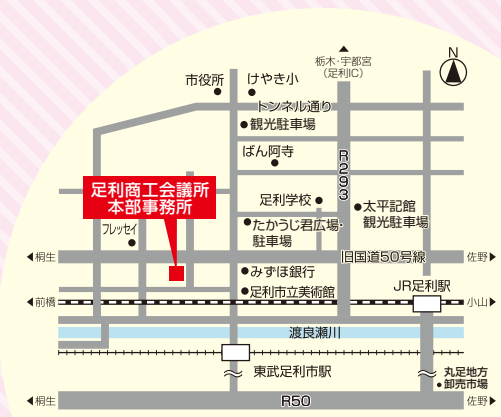 栃木・宇都宮
（足利IC）
N
市役所
けやき小
トンネル通り
観光駐車場
ばん阿寺
R293
足利商工会議所
本部事務所
足利学校
太平記館
観光駐車場
フレッセイ
たかうじ君広場・
駐車場
桐生
旧国道50号線
佐野
みずほ銀行
JR足利駅
足利市立美術館
前橋
小山
渡良瀬川
東武足利市駅
丸足地方
卸売市場
桐生
R50
佐野